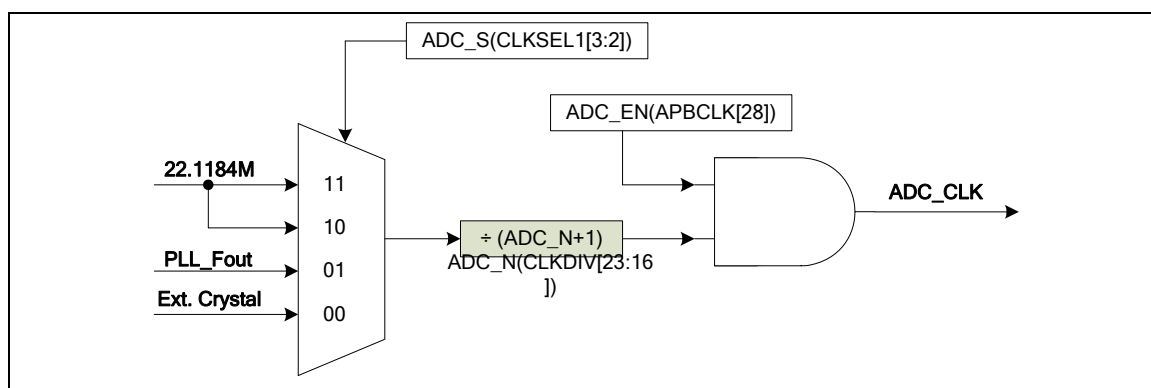 ADC_S(CLKSEL1[3:2])
ADC_EN(APBCLK[28])
22.1184M
11
ADC_CLK
10
÷ (ADC_N+1)
ADC_N(CLKDIV[23:16
])
PLL_Fout
01
Ext. Crystal
00